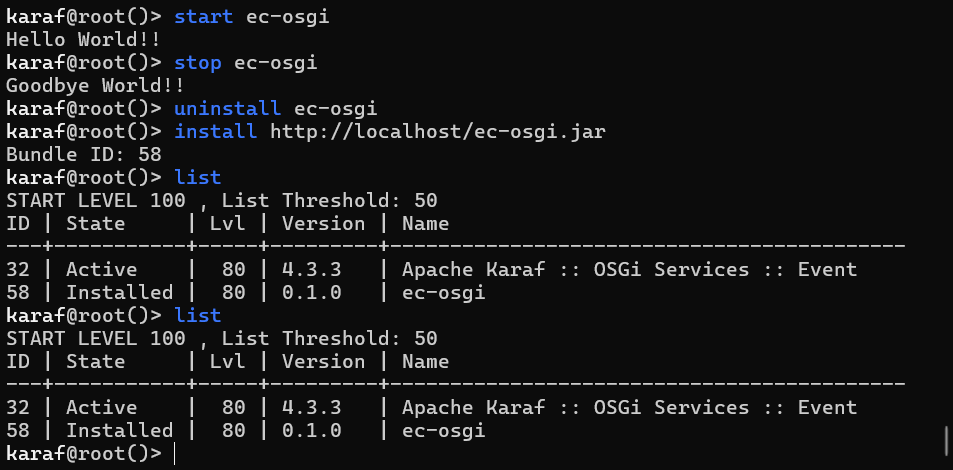 karaf@root()> start ec-osgi
Hello World!!
karaf@root()> stop ec-osgi
Goodbye World!!
karaf@root()> uninstall ec-osgi
karaf@root()> install http://localhost/ec-osgi.jar
Bundle ID: 58
karaf@root()> list
START LEVEL 100 , List Threshold: 50
ID | State     | Lvl | Version | Name
---+-----------+-----+---------+-------------------------------------------
32 | Active    |  80 | 4.3.3   | Apache Karaf :: OSGi Services :: Event
58 | Installed |  80 | 0.1.0   | ec-osgi
karaf@root()> list
START LEVEL 100 , List Threshold: 50
ID | State     | Lvl | Version | Name
---+-----------+-----+---------+-------------------------------------------
32 | Active    |  80 | 4.3.3   | Apache Karaf :: OSGi Services :: Event
58 | Installed |  80 | 0.1.0   | ec-osgi
karaf@root()>